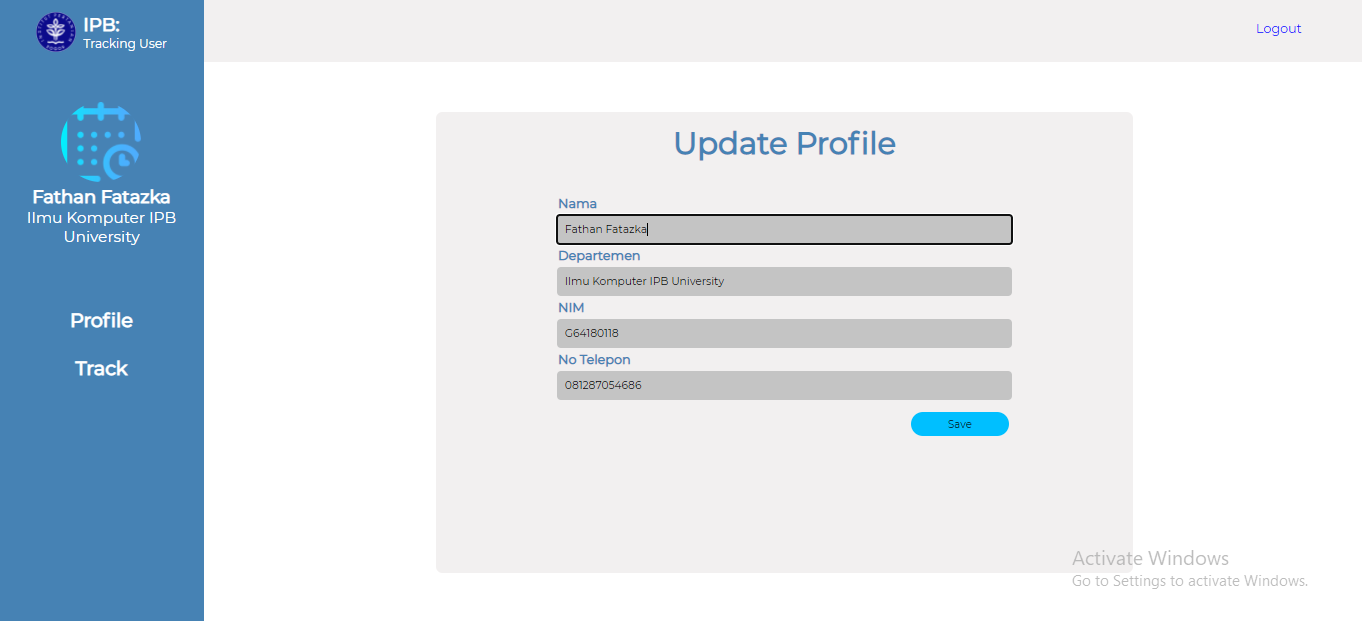 IPB:
Tracking User
Logout
Fathan Fatazka
Ilmu Komputer IPB
University
Profile
Track
Update Profile
Nama
Fathan Fatazka
Departemen
Ilmu Komputer IPB University
NIM
G64180118
No Telepon
081287054686
Save
Activate Windows
Go to Settings to activate Windows.